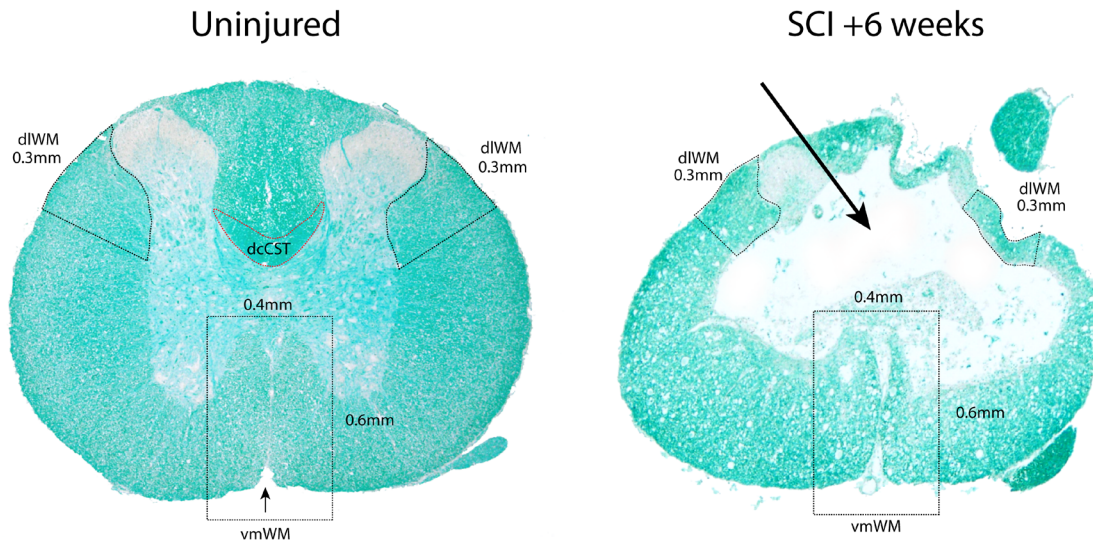 Uninjured
dlWM
0.3mm
dlWM
0.3mm
dcCST
0.4mm
0.6mm
vmWM
SCI +6 weeks
dlWM
0.3mm
dlWM
0.3mm
0.4mm
0.6mm
vmWM